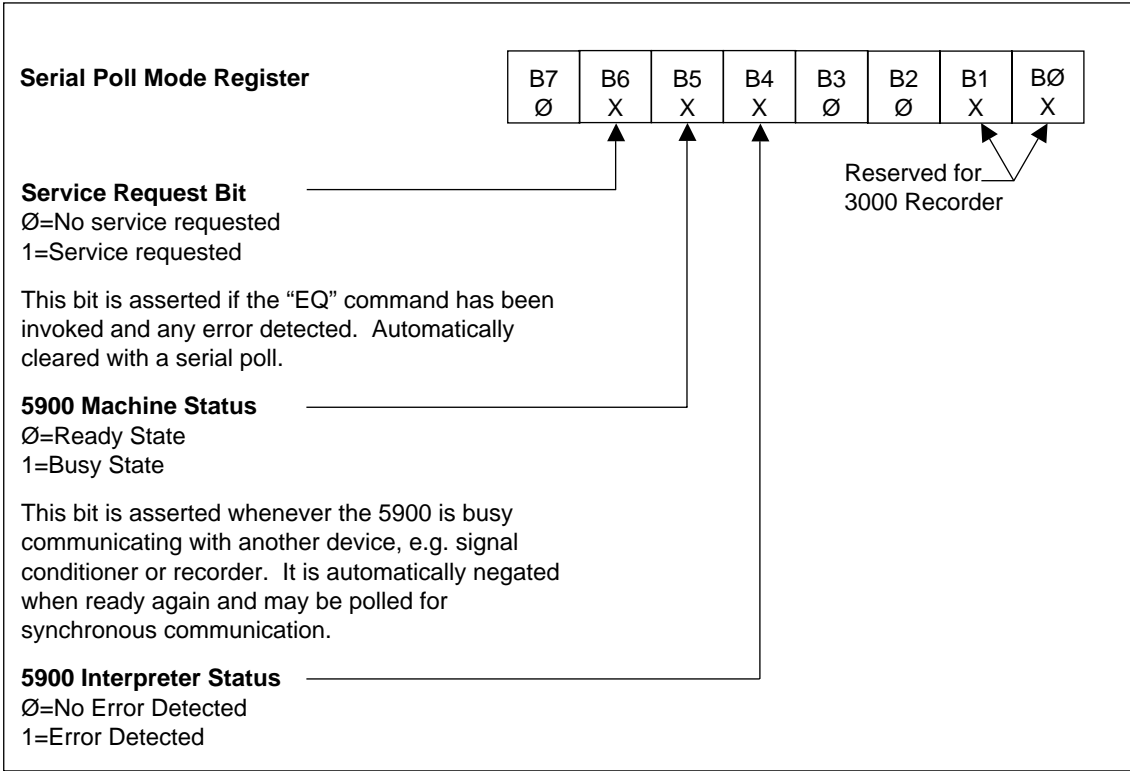 Serial Poll Mode Register
B7 B6 B5 B4 B3 B2 B1 BØ
Ø X X X Ø Ø X X
Reserved for
3000 Recorder
Service Request Bit
Ø=No service requested
1=Service requested
This bit is asserted if the “EQ” command has been
invoked and any error detected. Automatically
cleared with a serial poll.
5900 Machine Status
Ø=Ready State
1=Busy State
This bit is asserted whenever the 5900 is busy
communicating with another device, e.g. signal
conditioner or recorder. It is automatically negated
when ready again and may be polled for
synchronous communication.
5900 Interpreter Status
Ø=No Error Detected
1=Error Detected